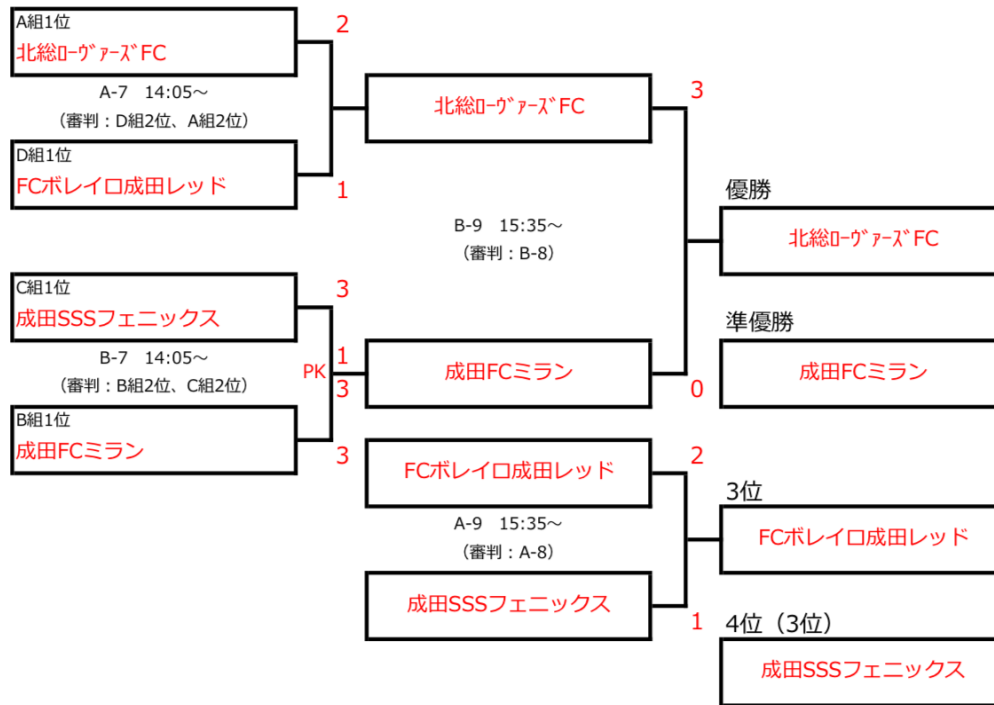 A組1位
北総ﾛｰｳﾞｧｰｽﾞFC
2
A-7 14:05～
(審判：D組2位、A組2位)
D組1位
FCボレイロ成田レッド
1
北総ﾛｰｳﾞｧｰｽﾞFC
3
B-9 15:35～
(審判：B-8)
優勝
北総ﾛｰｳﾞｧｰｽﾞFC
C組1位
成田SSSフェニックス
3
B-7 14:05～
(審判：B組2位、C組2位)
PK
1
3
B組1位
成田FCミラン
3
成田FCミラン
0
準優勝
成田FCミラン
FCボレイロ成田レッド
2
A-9 15:35～
(審判：A-8)
成田SSSフェニックス
1
3位
FCボレイロ成田レッド
4位（3位）
成田SSSフェニックス